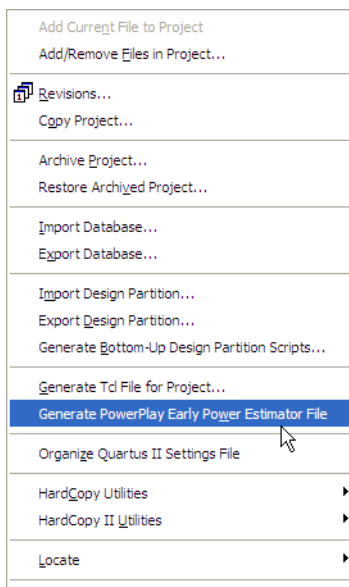 Add Current File to Project
Add/Remove Files in Project...
1
Revisions...
Copy Project...
Archive Project...
Restore Archived Project...
Import Database...
Export Database...
Import Design Partition...
Export Design Partition...
Generate Bottom-Up Design Partition Scripts...
Generate Tcl File for Project...
Generate PowerPlay Early Power Estimator File
Organize Quartus II Settings File
HardCopy Utilities
HardCopy II Utilities
Locate